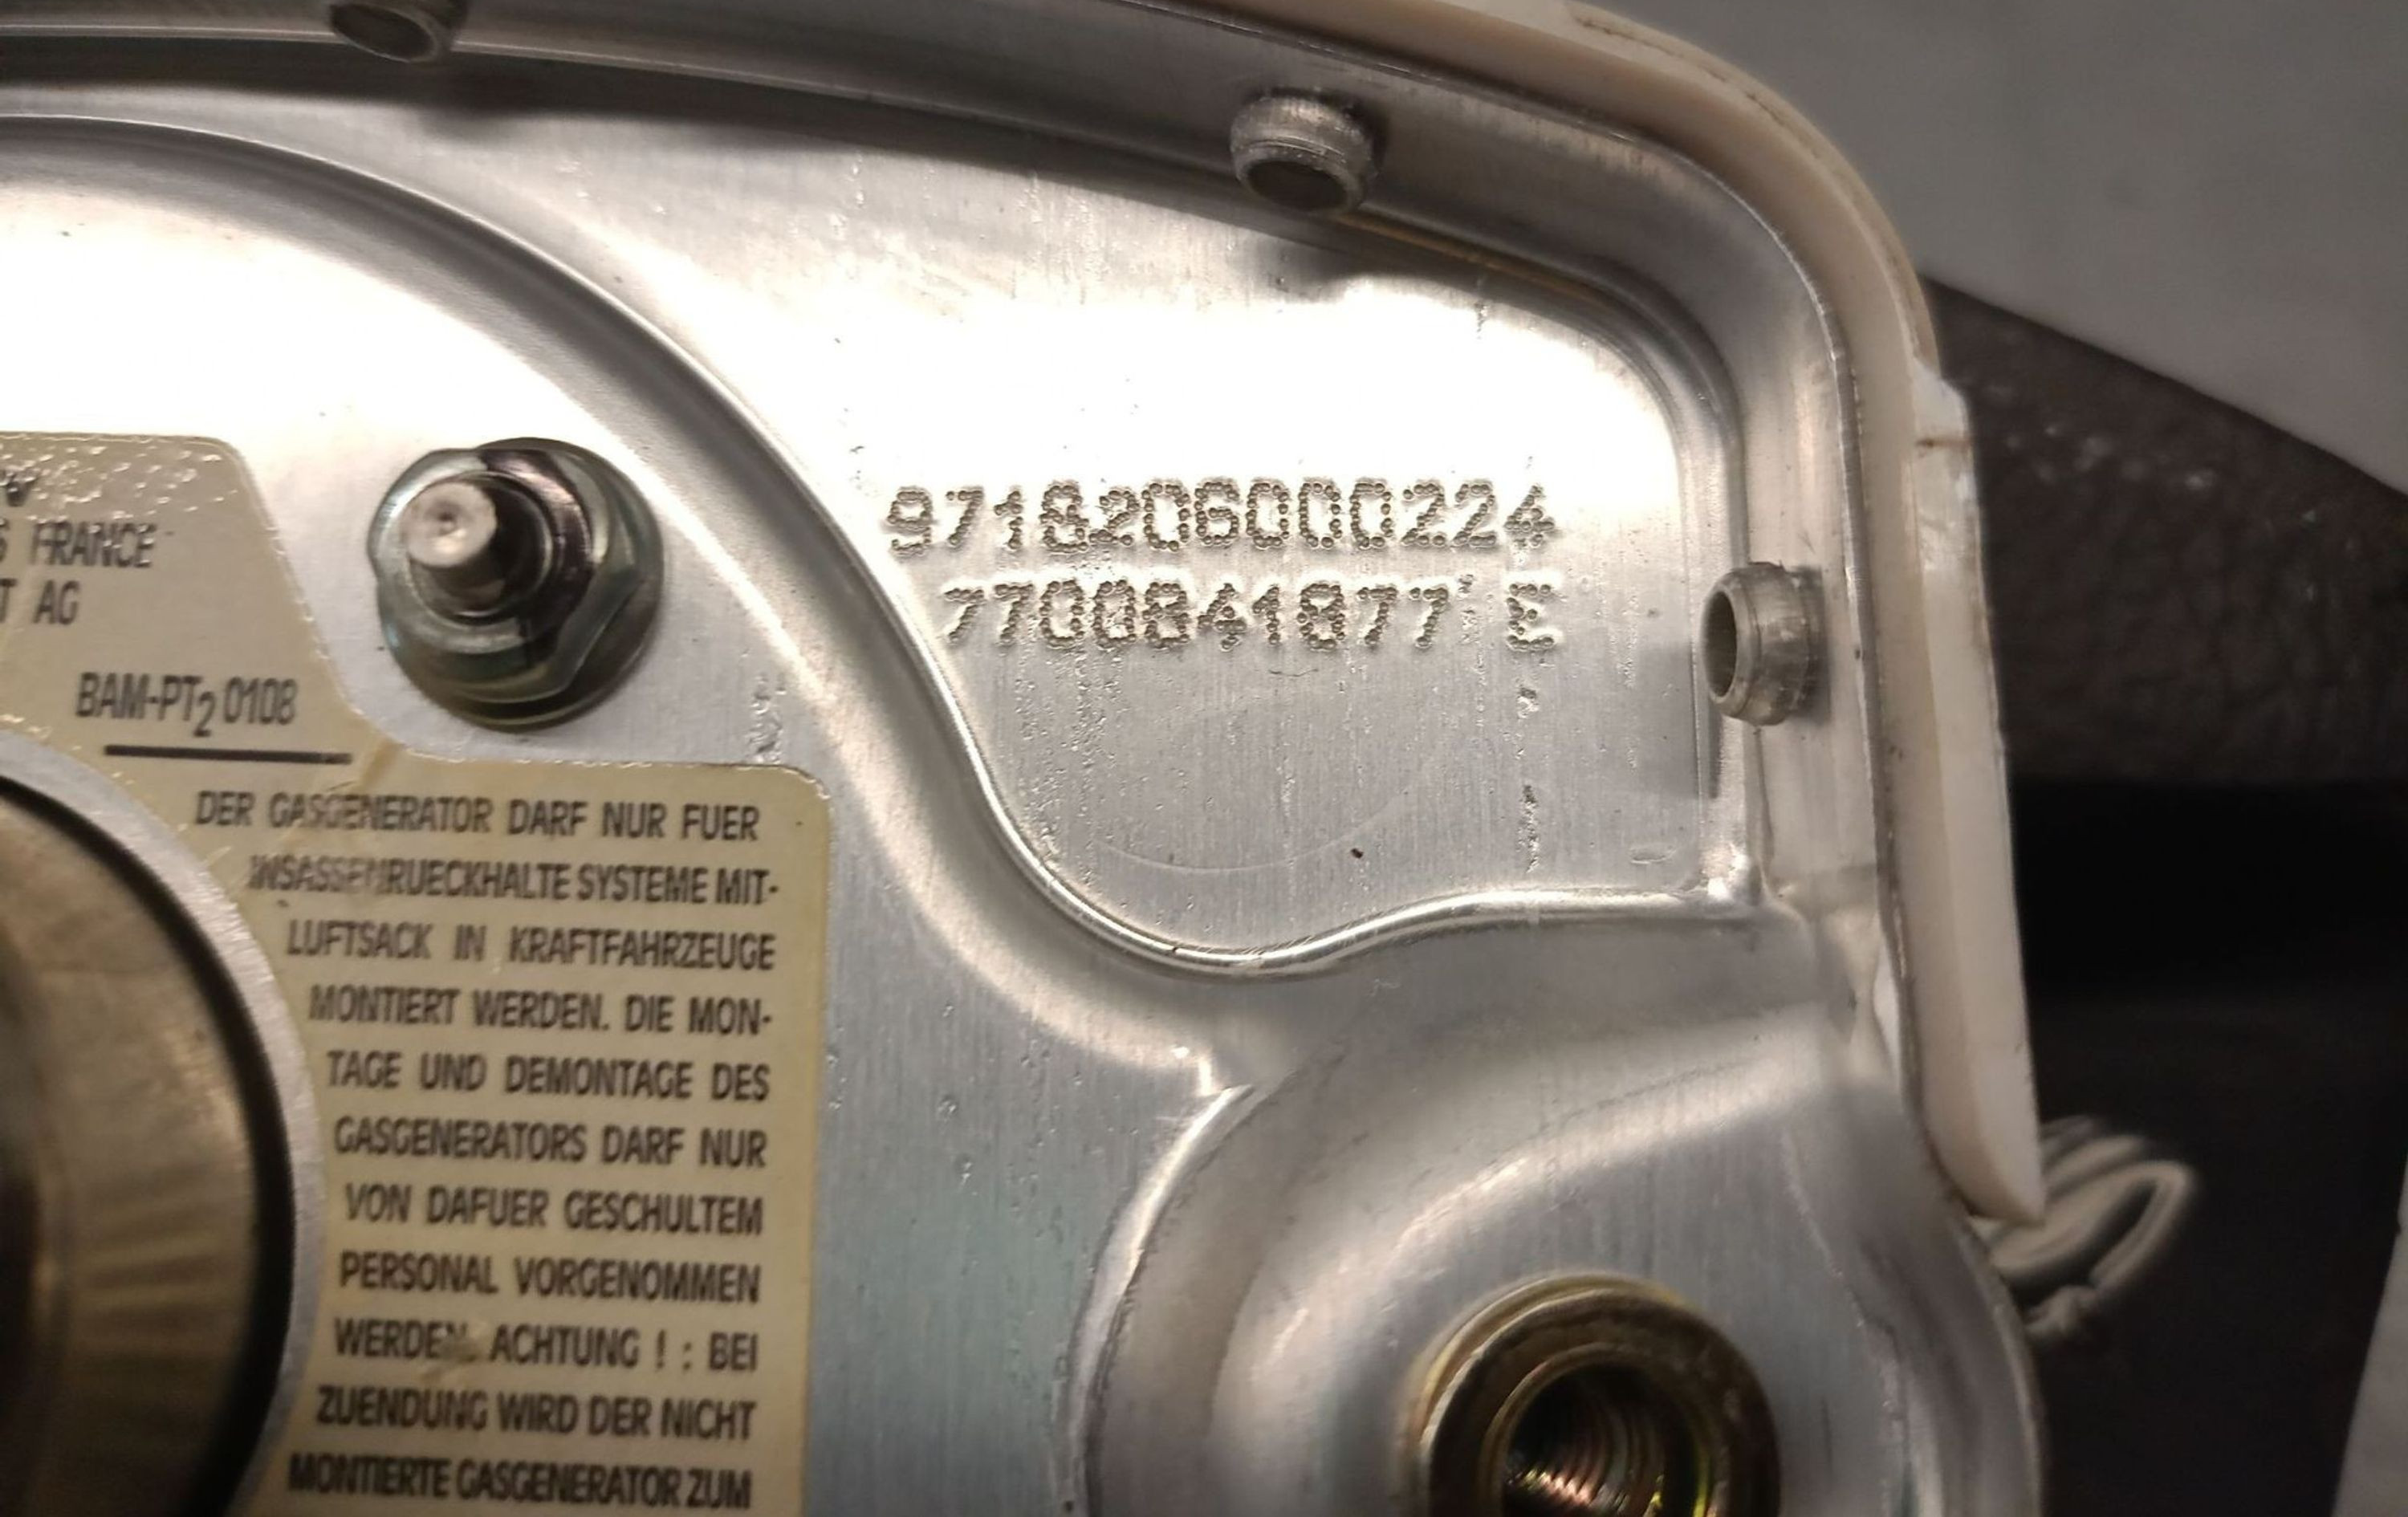 FRANCE
AG
BAM-PT2 0108
DER GASGENERATOR DARF NUR FUER
INSASSENRUECKHALTE SYSTEME MIT-
LUFTSACK IN KRAFTFAHRZEUGE
MONTIERT WERDEN. DIE MON-
TAGE UND DEMONTAGE DES
GASGENERATORS DARF NUR
VON DAFUER GESCHULTEM
PERSONAL VORGENOMMEN
WERDEN. ACHTUNG ! : BEI
ZUENDUNG WIRD DER NICHT
MONTIERTE GASGENERATOR ZUM
9718206000224
7700841877 E